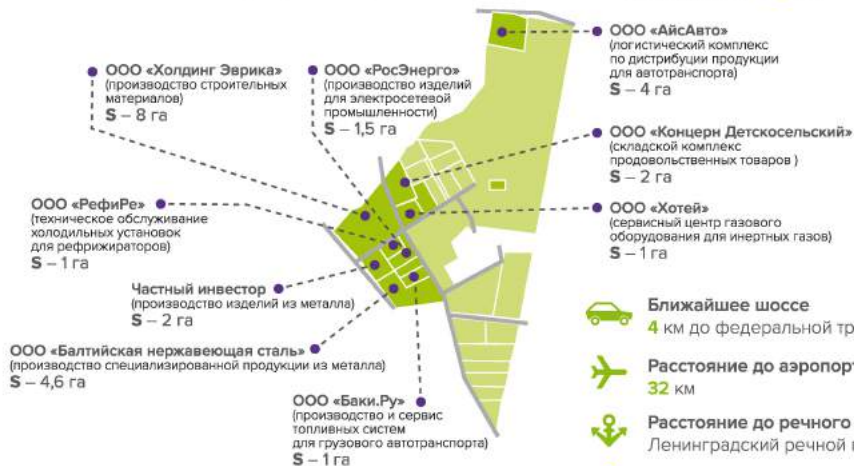 ООО «АйсАвто»
(логистический комплекс
по дистрибуции продукции
для автотранспорта)
S – 4 га
ООО «Холдинг Эврика»
(производство строительных
материалов)
S – 8 га
ООО «РосЭнерго»
(производство изделий
для электросетевой
промышленности)
S – 1,5 га
ООО «Концерн Детскосельский»
(складской комплекс
продовольственных товаров )
S – 2 га
ООО «РефиРе»
(техническое обслуживание
холодильных установок
для рефрижираторов)
S – 1 га
ООО «Хотей»
(сервисный центр газового
оборудования для инертных газов)
S – 1 га
Частный инвестор
(производство изделий из металла)
S – 2 га
ООО «Балтийская нержавеющая сталь»
(производство специализированной продукции из металла)
S – 4,6 га
ООО «Баки.Ру»
(производство и сервис
топливных систем
для грузового автотранспорта)
S – 1 га
Ближайшее шоссе
4 км до федеральной
Расстояние до
32 км
Расстояние до речного
Ленинградский речной